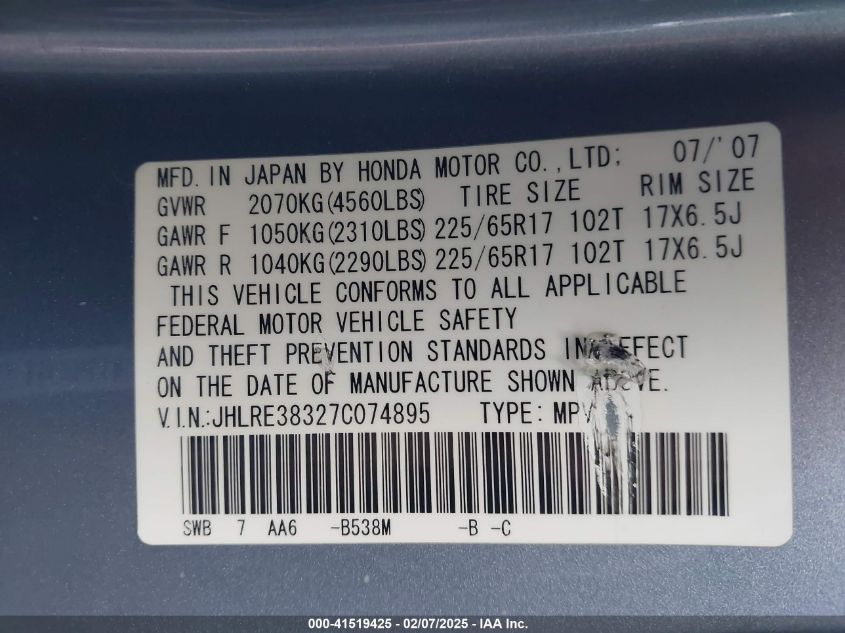 MFD. IN JAPAN BY HONDA MOTOR CO., LTD; 07/'07
GVWR 2070KG(4560LBS) TIRE SIZE RIM SIZE
GAWR F 1050KG(2310LBS) 225/65R17 102T 17X6.5J
GAWR R 1040KG(2290LBS) 225/65R17 102T 17X6.5J
THIS VEHICLE CONFORMS TO ALL APPLICABLE
FEDERAL MOTOR VEHICLE SAFETY
AND THEFT PREVENTION STANDARDS IN EFFECT
ON THE DATE OF MANUFACTURE SHOWN ABOVE.
V.I.N.:JHLRE38327C074895 TYPE: MPV
SWB 7 AA6 -B538M -B -C
000-41519425 - 02/07/2025 - IAA Inc.